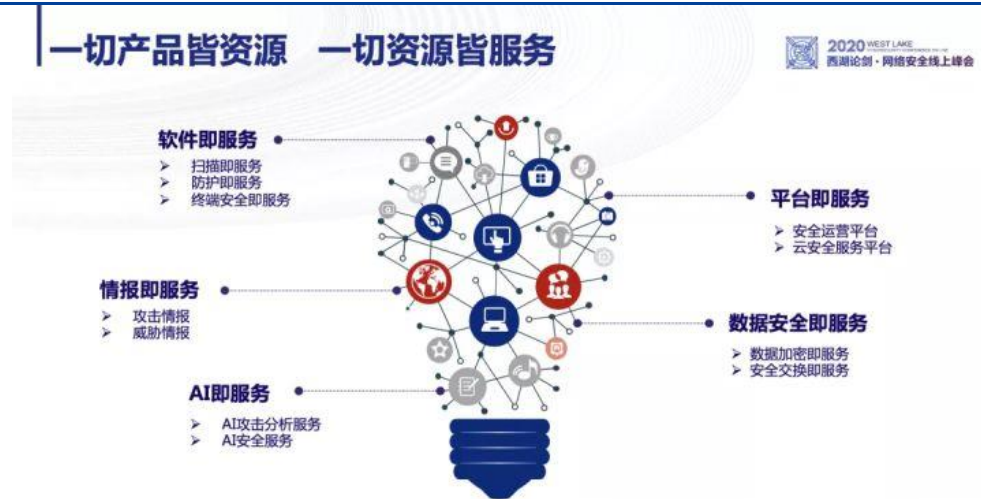 一切产品皆资源 一切资源皆服务
2020 WEST LAKE
西湖论剑·网络安全线上峰会
软件即服务
➢ 扫描即服务
➢ 防护即服务
➢ 终端安全即服务
平台即服务
➢ 安全运营平台
➢ 云安全服务平台
情报即服务
➢ 攻击情报
➢ 威胁情报
数据安全即服务
➢ 数据加密即服务
➢ 安全交换即服务
AI即服务
➢ AI攻击分析服务
➢ AI安全服务